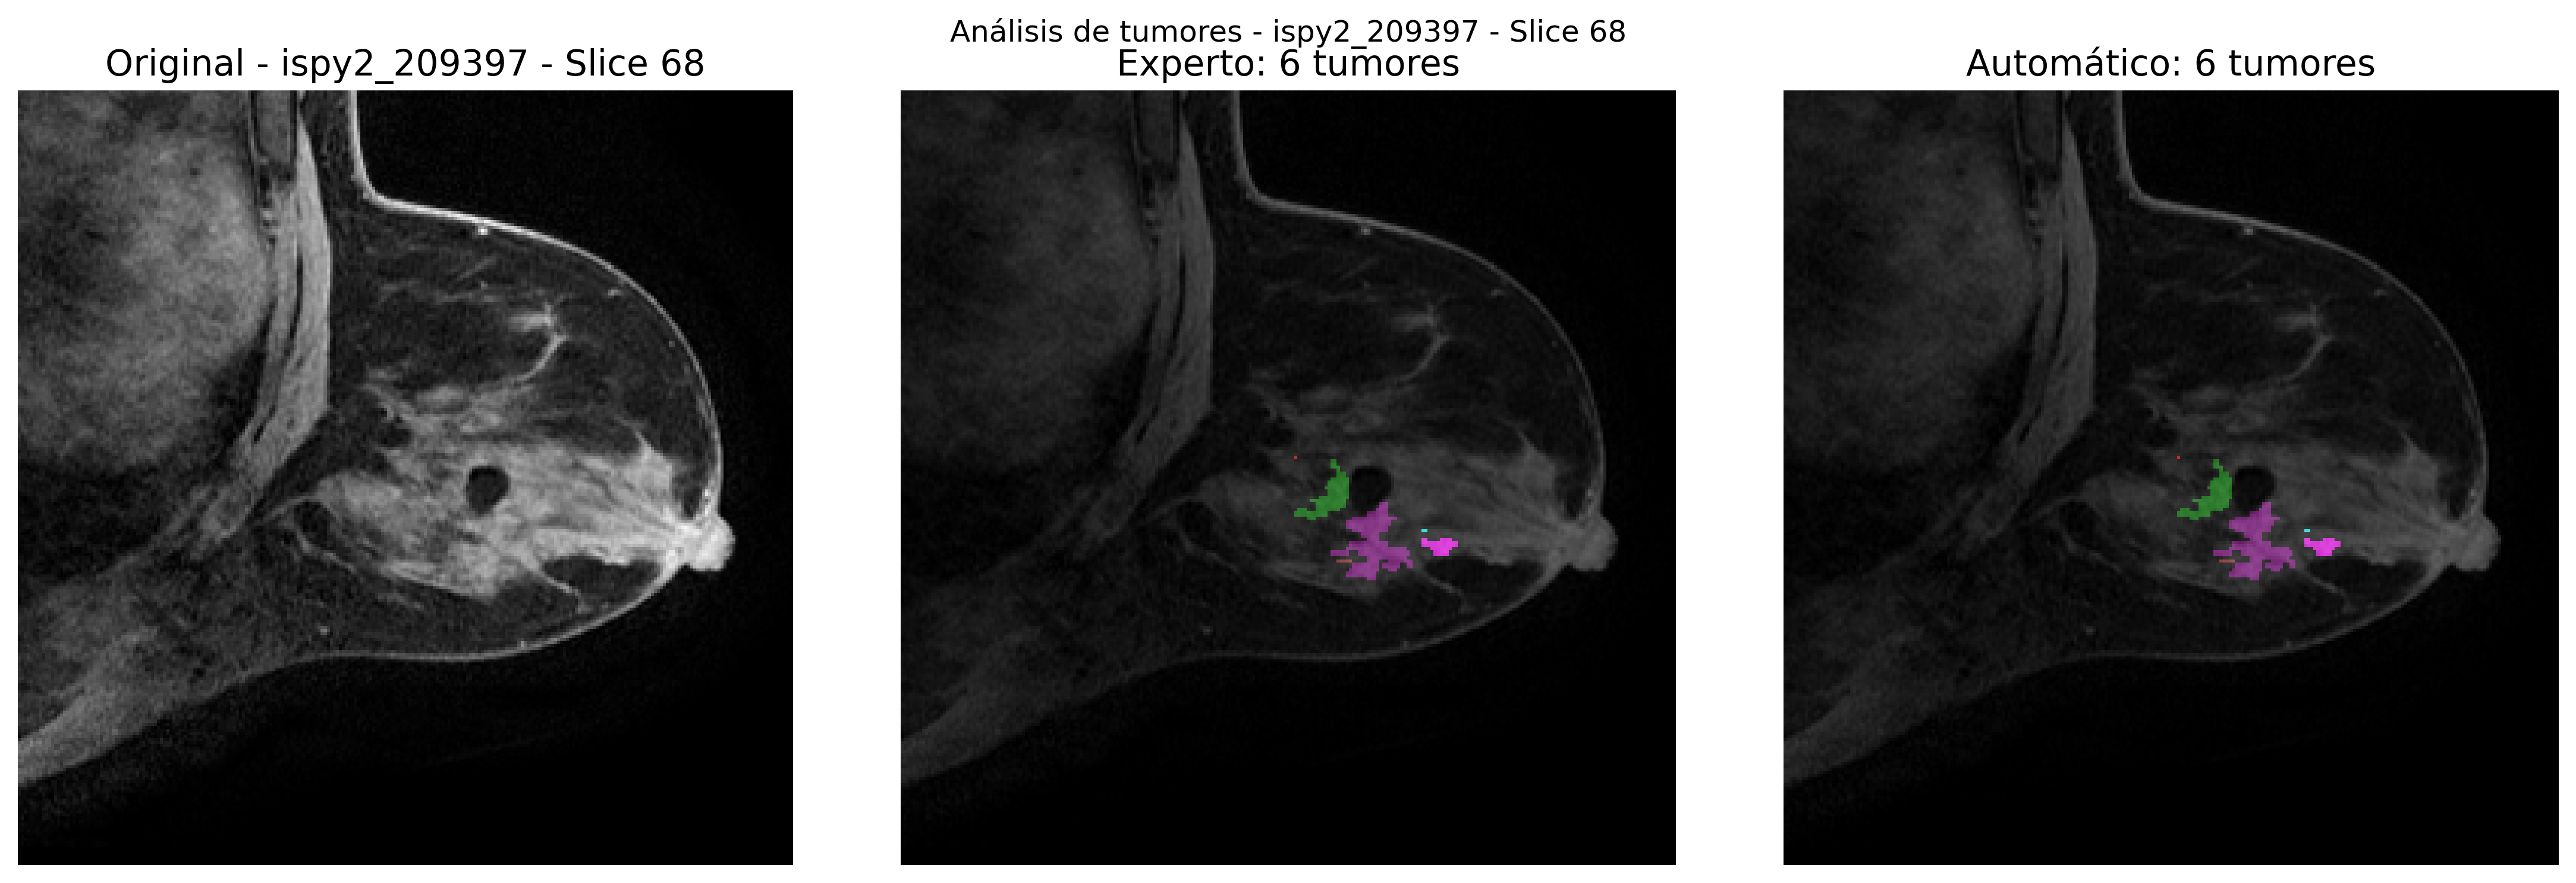 Análisis de tumores - ispy2_209397 - Slice 68
Original - ispy2_209397 - Slice 68
Experto: 6 tumores
Automático: 6 tumores